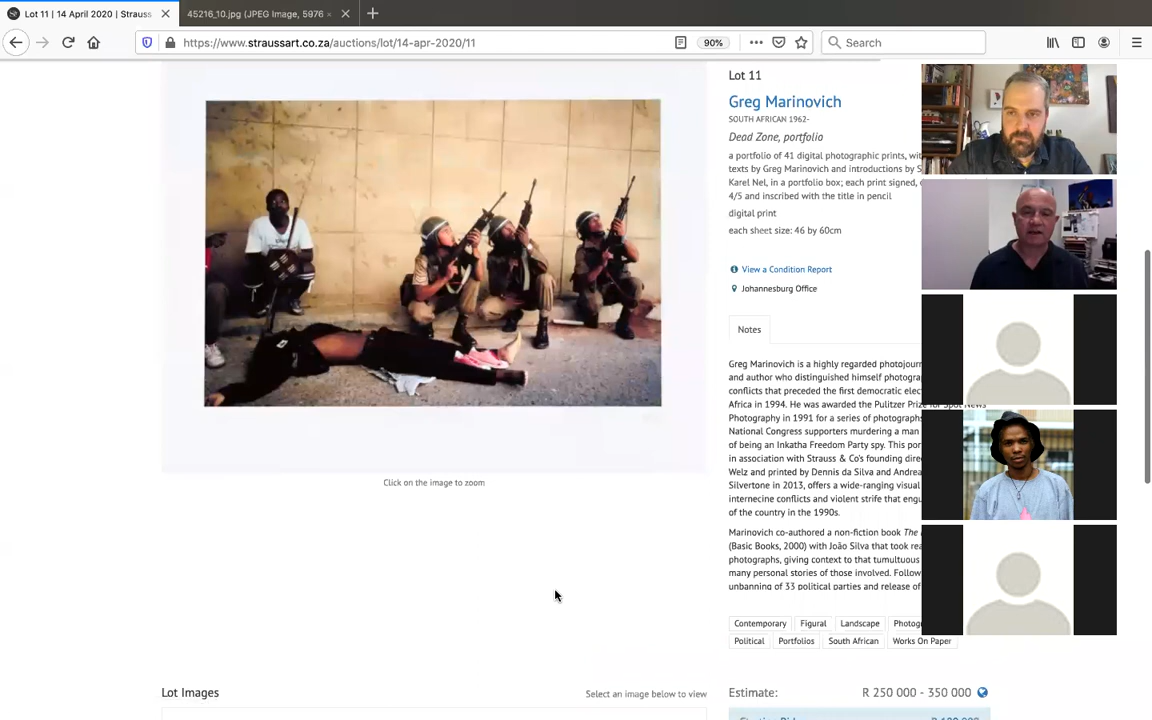 Lot 11 | 14 April 2020 | Strauss
45216_10.jpg (JPEG Image, 5976 ×
https://www.straussart.co.za/auctions/lot/14-apr-2020/11
90%
Search
Lot 11
Greg Marinovich
SOUTH AFRICAN 1962-
Dead Zone, portfolio
a portfolio of 41 digital photographic prints, wit
texts by Greg Marinovich and introductions by S
Karel Nel, in a portfolio box; each print signed,
4/5 and inscribed with the title in pencil
digital print
each sheet size: 46 by 60cm
View a Condition Report
Johannesburg Office
Notes
Greg Marinovich is a highly regarded photojourn
and author who distinguished himself photogra
conflicts that preceded the first democratic elec
Africa in 1994. He was awarded the Pulitzer Prize for Spot News
Photography in 1991 for a series of photographs
National Congress supporters murdering a man
of being an Inkatha Freedom Party spy. This por
in association with Strauss & Co's founding dire
Welz and printed by Dennis da Silva and Andrea
Silvertone in 2013, offers a wide-ranging visual
internecine conflicts and violent strife that engu
of the country in the 1990s.
Marinovich co-authored a non-fiction book The
(Basic Books, 2000) with João Silva that took rea
photographs, giving context to that tumultuous
many personal stories of those involved. Follow
unbanning of 33 political parties and release of
Click on the image to zoom
Contemporary Figural Landscape Photog
Political Portfolios South African Works On Paper
Lot Images
Select an image below to view
Estimate: R 250 000 - 350 000